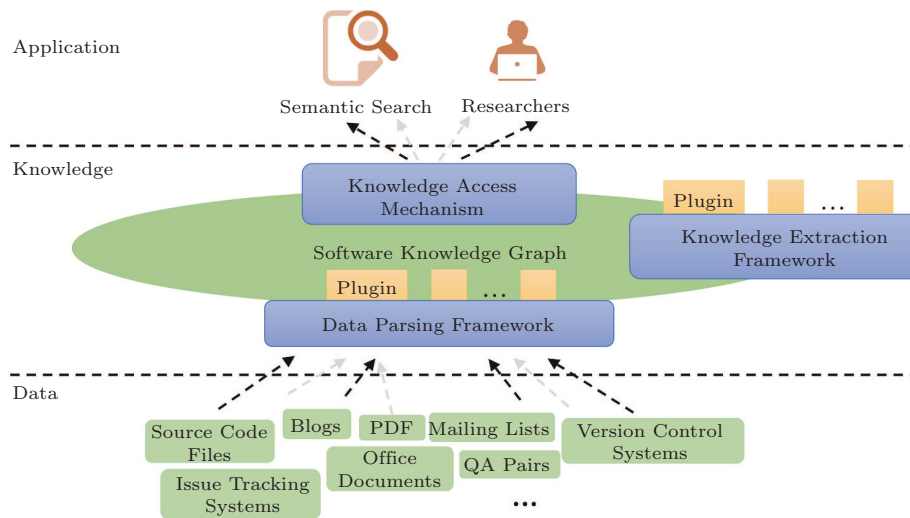 Application
Semantic Search
Researchers
Knowledge
Knowledge Access
Mechanism
Plugin
...
Knowledge Extraction
Framework
Software Knowledge Graph
Plugin
...
Data Parsing Framework
Data
Source Code
Files
Blogs
PDF
Mailing Lists
Version Control
Systems
Issue Tracking
Systems
Office
Documents
QA Pairs
...